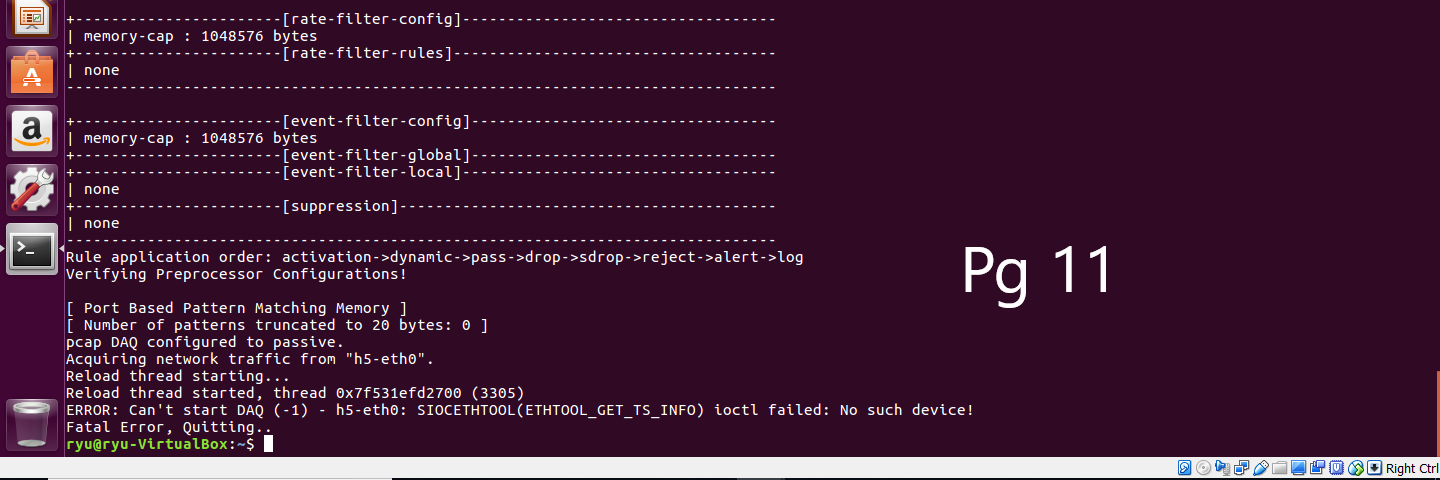 +-----------------------[rate-filter-config]-----------------------------------
| memory-cap : 1048576 bytes
+-----------------------[rate-filter-rules]------------------------------------
| none
-------------------------------------------------------------------------------
+-----------------------[event-filter-config]----------------------------------
| memory-cap : 1048576 bytes
+-----------------------[event-filter-global]----------------------------------
+-----------------------[event-filter-local]-----------------------------------
| none
+-----------------------[suppression]------------------------------------------
| none
-------------------------------------------------------------------------------
Rule application order: activation->dynamic->pass->drop->sdrop->reject->alert->log
Verifying Preprocessor Configurations!
Pg 11
[ Port Based Pattern Matching Memory ]
[ Number of patterns truncated to 20 bytes: 0 ]
pcap DAQ configured to passive.
Acquiring network traffic from "h5-eth0".
Reload thread starting...
Reload thread started, thread 0x7f531efd2700 (3305)
ERROR: Can't start DAQ (-1) - h5-eth0: SIOCETHTOOL(ETHTOOL_GET_TS_INFO) ioctl failed: No such device!
Fatal Error, Quitting..
ryu@ryu-VirtualBox:~$
Right Ctrl